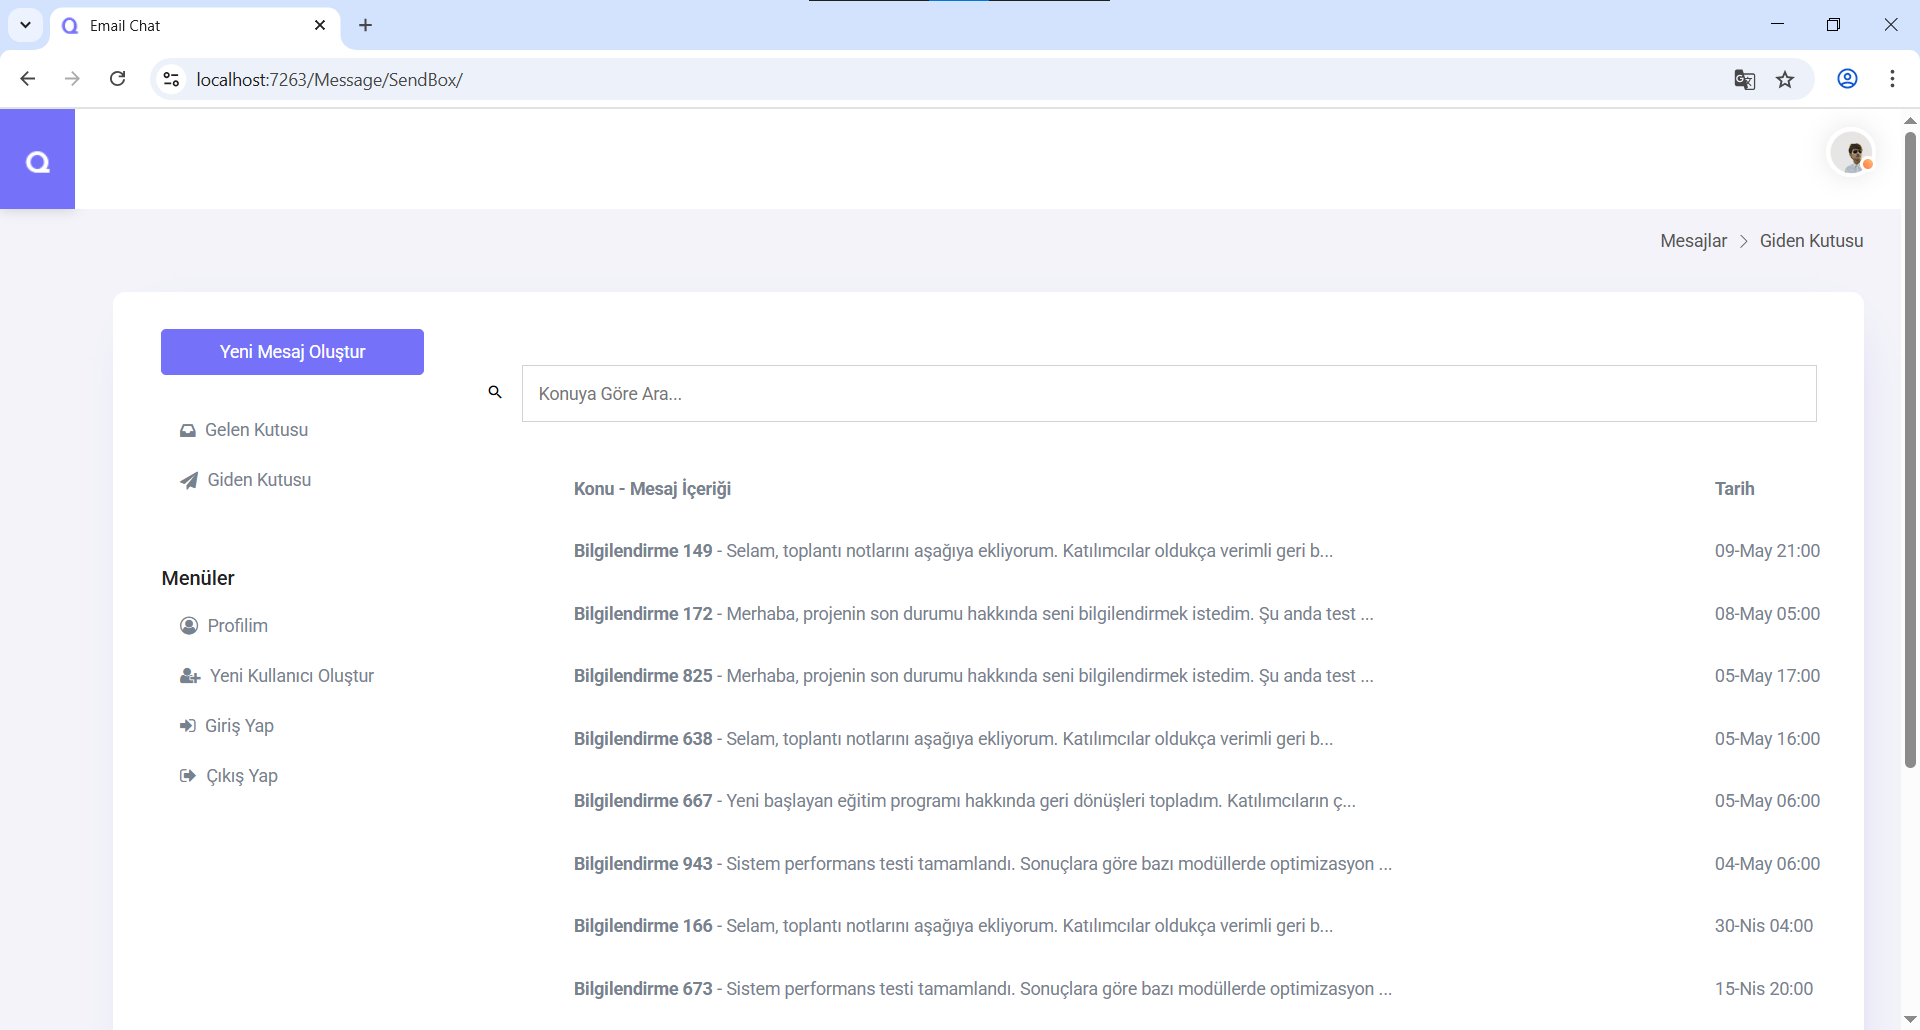 Email Chat
localhost:7263/Message/SendBox/
Mesajlar > Giden Kutusu
Yeni Mesaj Oluştur
Konuya Göre Ara...
Gelen Kutusu
Giden Kutusu
Menüler
Profilim
Yeni Kullanıcı Oluştur
Giriş Yap
Çıkış Yap
Konu - Mesaj İçeriği Tarih
Bilgilendirme 149 - Selam, toplantı notlarını aşağıya ekliyorum. Katılımcılar oldukça verimli geri b... 09-May 21:00
Bilgilendirme 172 - Merhaba, projenin son durumu hakkında seni bilgilendirmek istedim. Şu anda test ... 08-May 05:00
Bilgilendirme 825 - Merhaba, projenin son durumu hakkında seni bilgilendirmek istedim. Şu anda test ... 05-May 17:00
Bilgilendirme 638 - Selam, toplantı notlarını aşağıya ekliyorum. Katılımcılar oldukça verimli geri b... 05-May 16:00
Bilgilendirme 667 - Yeni başlayan eğitim programı hakkında geri dönüşleri topladım. Katılımcıların ç... 05-May 06:00
Bilgilendirme 943 - Sistem performans testi tamamlandı. Sonuçlara göre bazı modüllerde optimizasyon ... 04-May 06:00
Bilgilendirme 166 - Selam, toplantı notlarını aşağıya ekliyorum. Katılımcılar oldukça verimli geri b... 30-Nis 04:00
Bilgilendirme 673 - Sistem performans testi tamamlandı. Sonuçlara göre bazı modüllerde optimizasyon ... 15-Nis 20:00